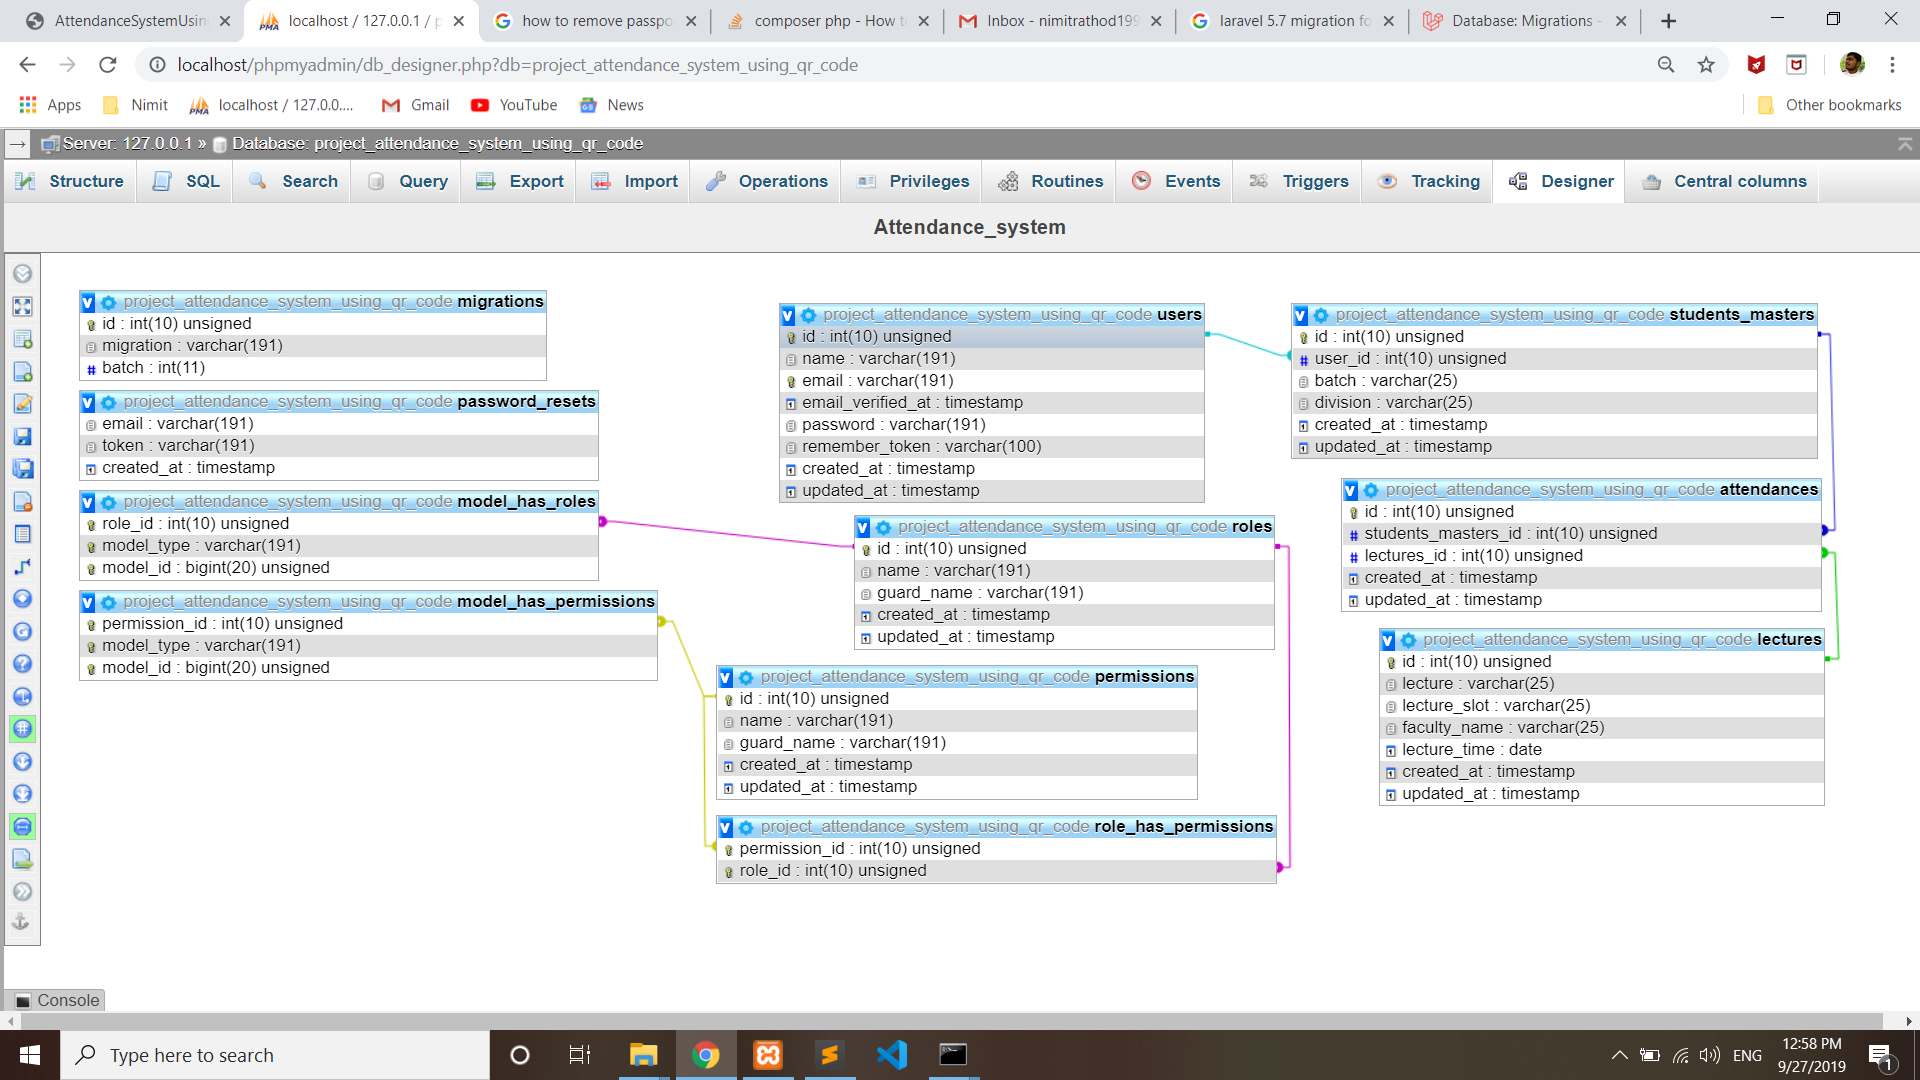 AttendanceSystemUsin
localhost / 127.0.0.1 / p
how to remove passpo
composer php - How t
Inbox - nimitrathod199
laravel 5.7 migration fo
Database: Migrations -
localhost/phpmyadmin/db_designer.php?db=project_attendance_system_using_qr_code
Apps
Nimit
localhost / 127.0.0....
Gmail
YouTube
News
Other bookmarks
Server: 127.0.0.1 » Database: project_attendance_system_using_qr_code
Structure
SQL
Search
Query
Export
Import
Operations
Privileges
Routines
Events
Triggers
Tracking
Designer
Central columns
Attendance_system
project_attendance_system_using_qr_code migrations
id : int(10) unsigned
migration : varchar(191)
batch : int(11)
project_attendance_system_using_qr_code password_resets
email : varchar(191)
token : varchar(191)
created_at : timestamp
project_attendance_system_using_qr_code model_has_roles
role_id : int(10) unsigned
model_type : varchar(191)
model_id : bigint(20) unsigned
project_attendance_system_using_qr_code model_has_permissions
permission_id : int(10) unsigned
model_type : varchar(191)
model_id : bigint(20) unsigned
project_attendance_system_using_qr_code users
id : int(10) unsigned
name : varchar(191)
email : varchar(191)
email_verified_at : timestamp
password : varchar(191)
remember_token : varchar(100)
created_at : timestamp
updated_at : timestamp
project_attendance_system_using_qr_code roles
id : int(10) unsigned
name : varchar(191)
guard_name : varchar(191)
created_at : timestamp
updated_at : timestamp
project_attendance_system_using_qr_code permissions
id : int(10) unsigned
name : varchar(191)
guard_name : varchar(191)
created_at : timestamp
updated_at : timestamp
project_attendance_system_using_qr_code role_has_permissions
permission_id : int(10) unsigned
role_id : int(10) unsigned
project_attendance_system_using_qr_code students_masters
id : int(10) unsigned
user_id : int(10) unsigned
batch : varchar(25)
division : varchar(25)
created_at : timestamp
updated_at : timestamp
project_attendance_system_using_qr_code attendances
id : int(10) unsigned
students_masters_id : int(10) unsigned
lectures_id : int(10) unsigned
created_at : timestamp
updated_at : timestamp
project_attendance_system_using_qr_code lectures
id : int(10) unsigned
lecture : varchar(25)
lecture_slot : varchar(25)
faculty_name : varchar(25)
lecture_time : date
created_at : timestamp
updated_at : timestamp
Console
Type here to search
ENG
12:58 PM
9/27/2019
1